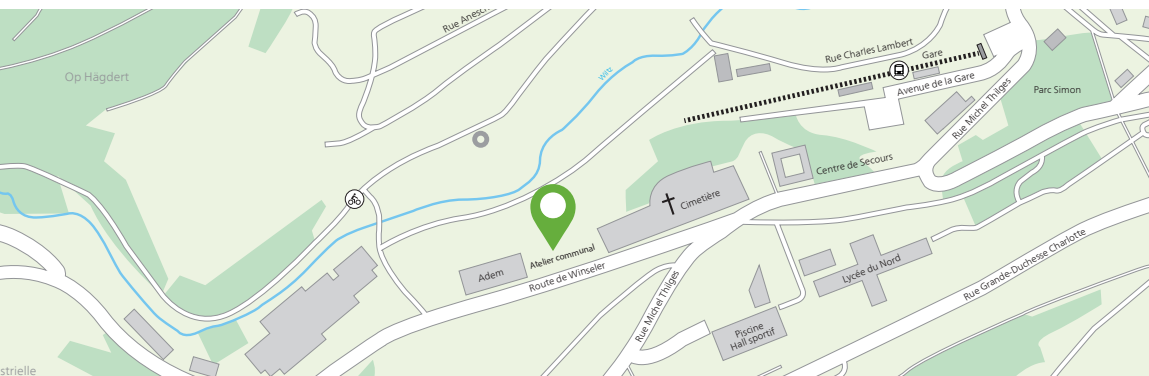 Rue Anesch
Rue Charles Lambert
Gare
Op Hägdert
wire
Avenue de la Gare
Parc Simon
Rue Michel Thilges
Centre de Secours
Cimetière
Atelier communal
Adem
Route de Winseler
Lycée du Nord
Rue Grande-Duchesse Charlotte
Rue Michel Thilges
Piscine
Hall sportif
strielle